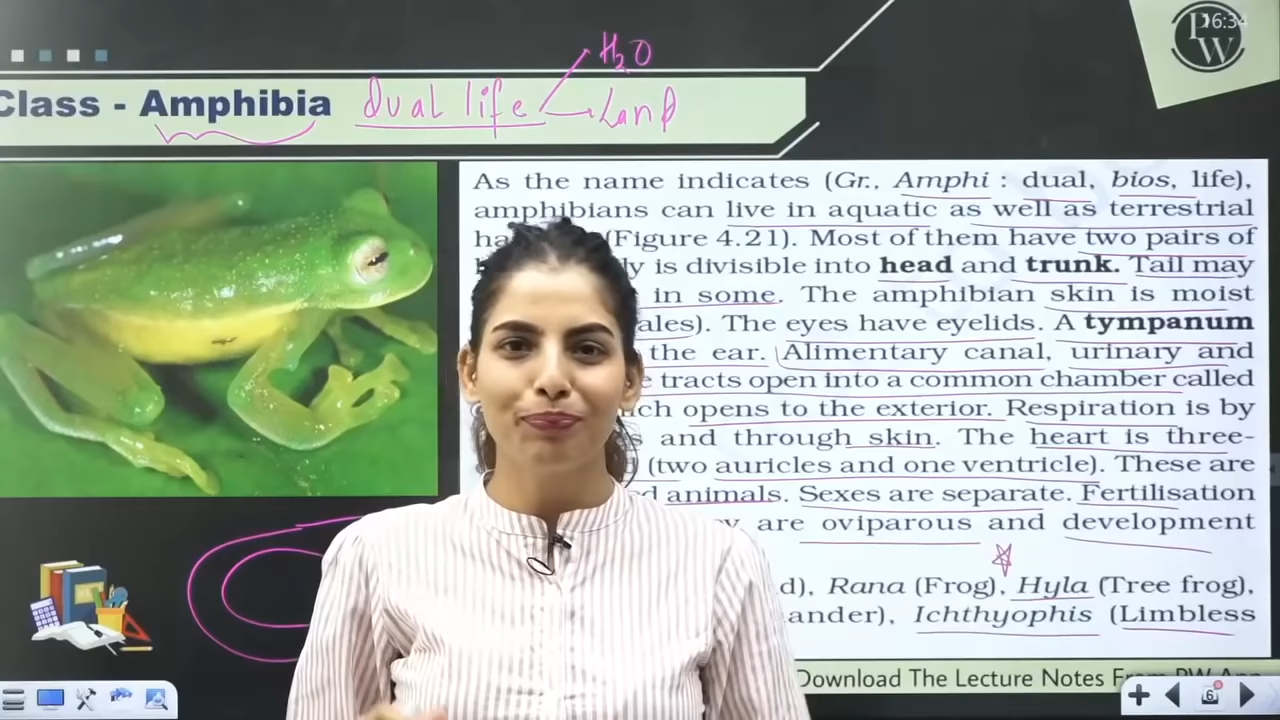 16:34
PW
Class - Amphibia dual life H₂O
Land
As the name indicates (Gr., Amphi : dual, bios, life),
amphibians can live in aquatic as well as terrestrial
(Figure 4.21). Most of them have two pairs of
is divisible into head and trunk. Tail may
in some. The amphibian skin is moist
The eyes have eyelids. A tympanum
the ear. Alimentary canal, urinary and
tracts open into a common chamber called
opens to the exterior. Respiration is by
and through skin. The heart is three-
(two auricles and one ventricle). These are
animals. Sexes are separate. Fertilisation
are oviparous and development
Rana (Frog), Hyla (Tree frog),
Ichthyophis (Limbless
Download The Lecture Notes From PW App
6